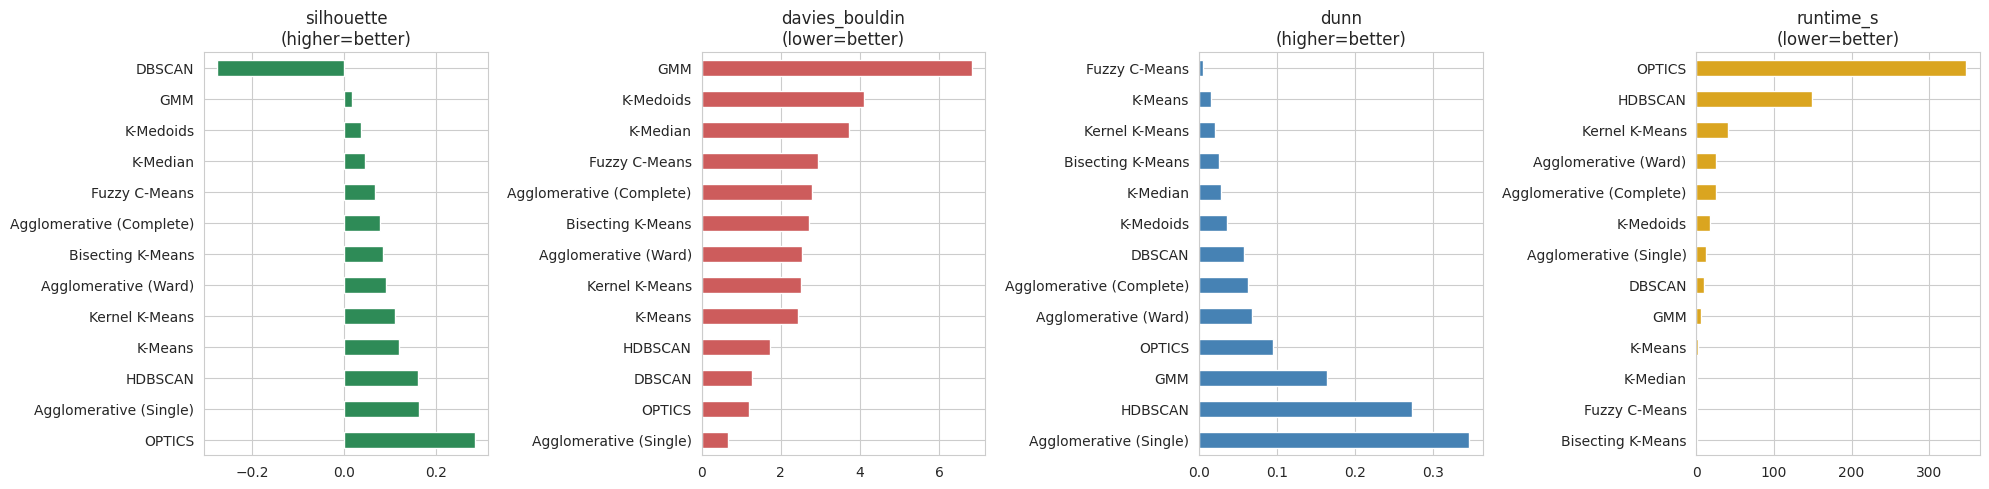 silhouette
(higher=better)
DBSCAN
GMM
K-Medoids
K-Median
Fuzzy C-Means
Agglomerative (Complete)
Bisecting K-Means
Agglomerative (Ward)
Kernel K-Means
K-Means
HDBSCAN
Agglomerative (Single)
OPTICS
−0.2 0.0 0.2
davies_bouldin
(lower=better)
GMM
K-Medoids
K-Median
Fuzzy C-Means
Agglomerative (Complete)
Bisecting K-Means
Agglomerative (Ward)
Kernel K-Means
K-Means
HDBSCAN
DBSCAN
OPTICS
Agglomerative (Single)
0 2 4 6
dunn
(higher=better)
Fuzzy C-Means
K-Means
Kernel K-Means
Bisecting K-Means
K-Median
K-Medoids
DBSCAN
Agglomerative (Complete)
Agglomerative (Ward)
OPTICS
GMM
HDBSCAN
Agglomerative (Single)
0.0 0.1 0.2 0.3
runtime_s
(lower=better)
OPTICS
HDBSCAN
Kernel K-Means
Agglomerative (Ward)
Agglomerative (Complete)
K-Medoids
Agglomerative (Single)
DBSCAN
GMM
K-Means
K-Median
Fuzzy C-Means
Bisecting K-Means
0 100 200 300